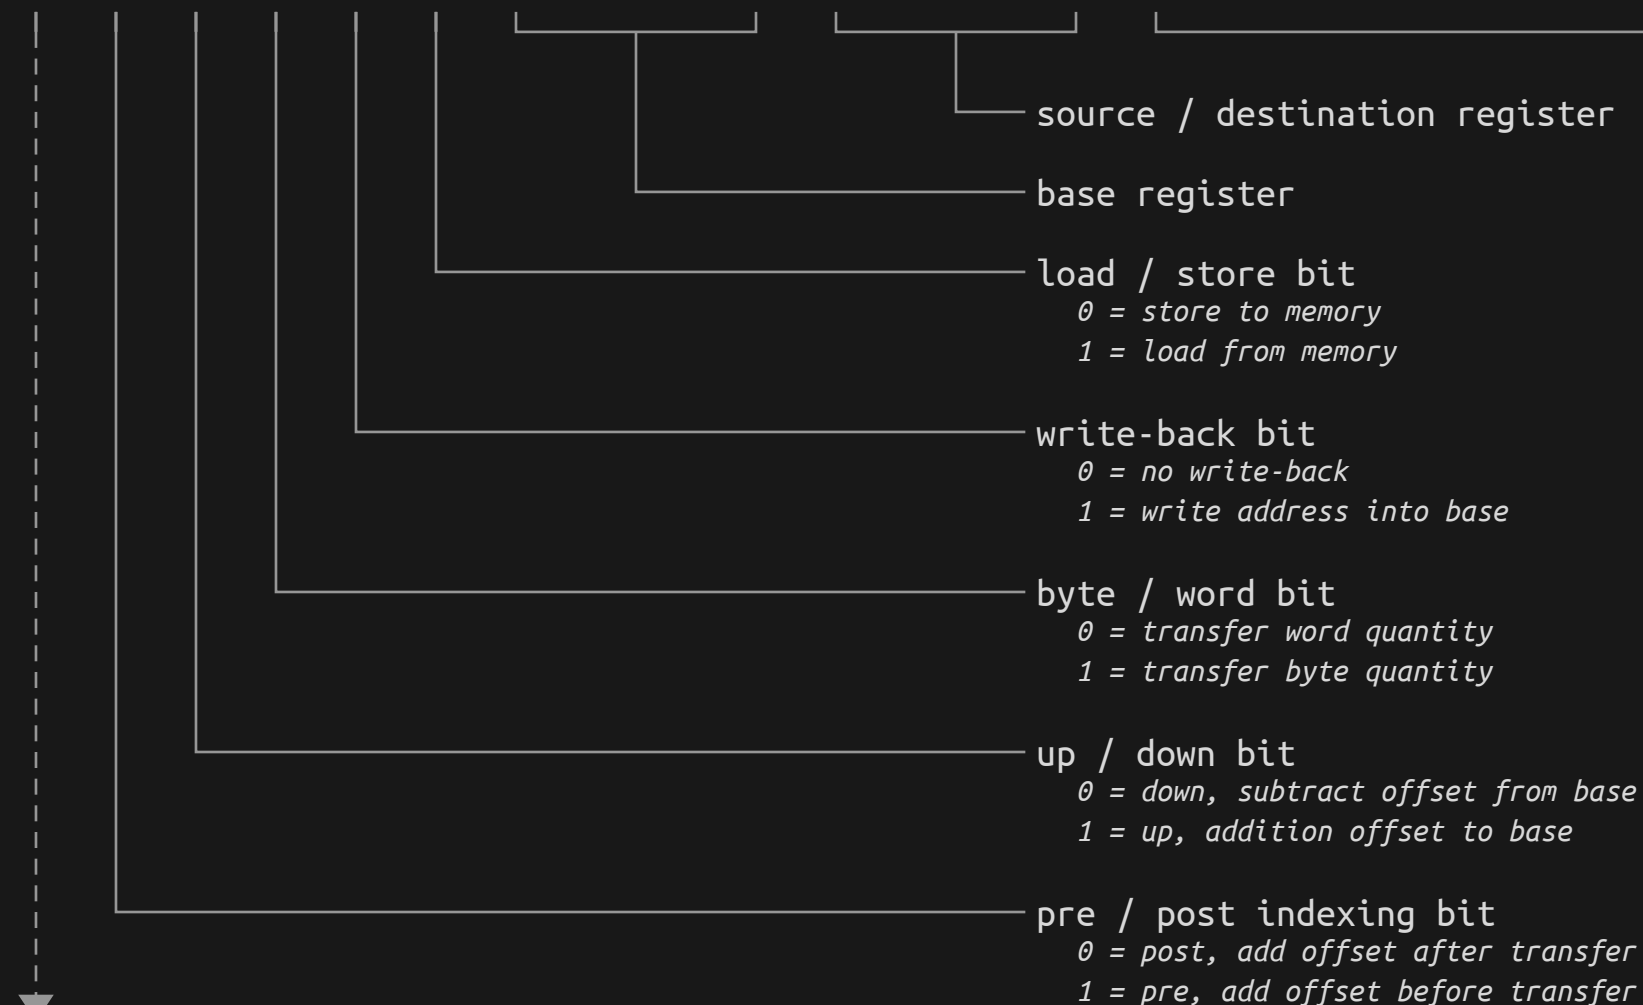 source / destination register
base register
load / store bit
0 = store to memory
1 = load from memory
write-back bit
0 = no write-back
1 = write address into base
byte / word bit
0 = transfer word quantity
1 = transfer byte quantity
up / down bit
0 = down, subtract offset from base
1 = up, addition offset to base
pre / post indexing bit
0 = post, add offset after transfer
1 = pre, add offset before transfer